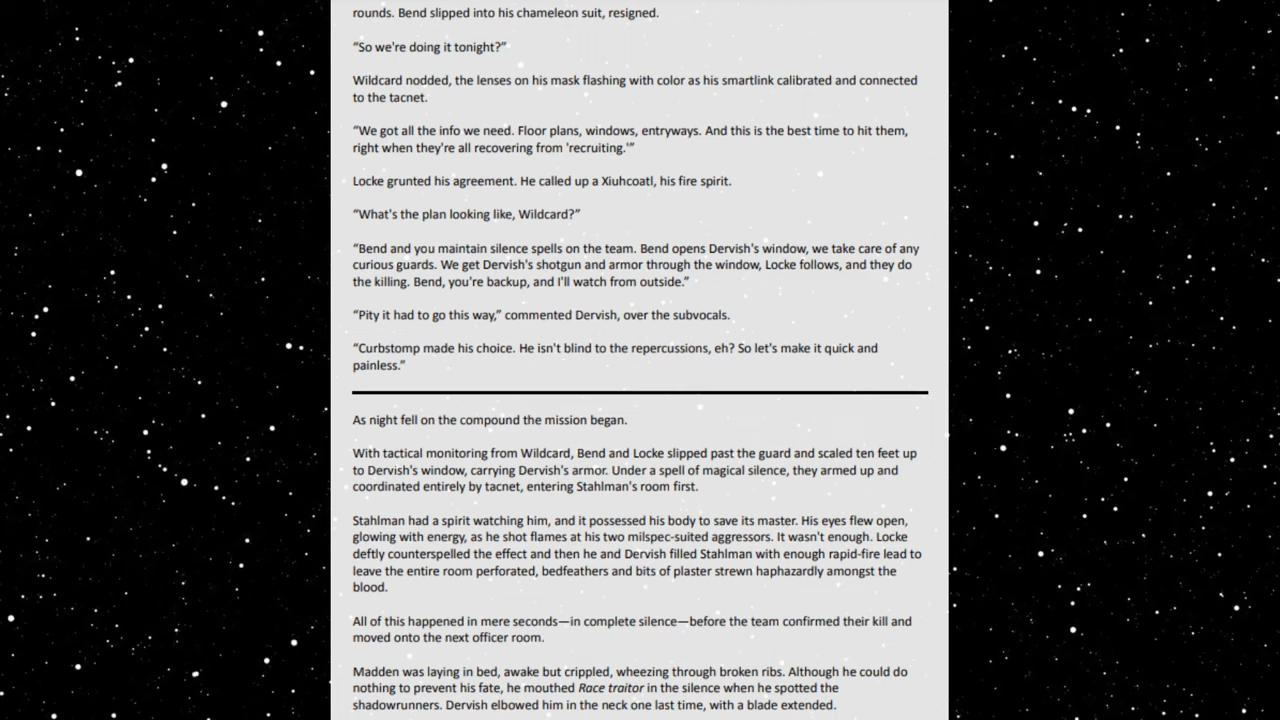 rounds. Bend slipped into his chameleon suit, resigned.
“So we're doing it tonight?”
Wildcard nodded, the lenses on his mask flashing with color as his smartlink calibrated and connected
to the tacnet.
“We got all the info we need. Floor plans, windows, entryways. And this is the best time to hit them,
right when they're all recovering from 'recruiting.'”
Locke grunted his agreement. He called up a Xiuhcoatl, his fire spirit.
“What's the plan looking like, Wildcard?”
“Bend and you maintain silence spells on the team. Bend opens Dervish's window, we take care of any
curious guards. We get Dervish's shotgun and armor through the window, Locke follows, and they do
the killing. Bend, you're backup, and I'll watch from outside.”
“Pity it had to go this way,” commented Dervish, over the subvocals.
“Curbstomp made his choice. He isn't blind to the repercussions, eh? So let's make it quick and
painless.”
As night fell on the compound the mission began.
With tactical monitoring from Wildcard, Bend and Locke slipped past the guard and scaled ten feet up
to Dervish's window, carrying Dervish's armor. Under a spell of magical silence, they armed up and
coordinated entirely by tacnet, entering Stahlman's room first.
Stahlman had a spirit watching him, and it possessed his body to save its master. His eyes flew open,
glowing with energy, as he shot flames at his two milspec-suited aggressors. It wasn't enough. Locke
deftly counterspelled the effect and then he and Dervish filled Stahlman with enough rapid-fire lead to
leave the entire room perforated, bedfeathers and bits of plaster strewn haphazardly amongst the
blood.
All of this happened in mere seconds—in complete silence—before the team confirmed their kill and
moved onto the next officer room.
Madden was laying in bed, awake but crippled, wheezing through broken ribs. Although he could do
nothing to prevent his fate, he mouthed Race traitor in the silence when he spotted the
shadowrunners. Dervish elbowed him in the neck one last time, with a blade extended.